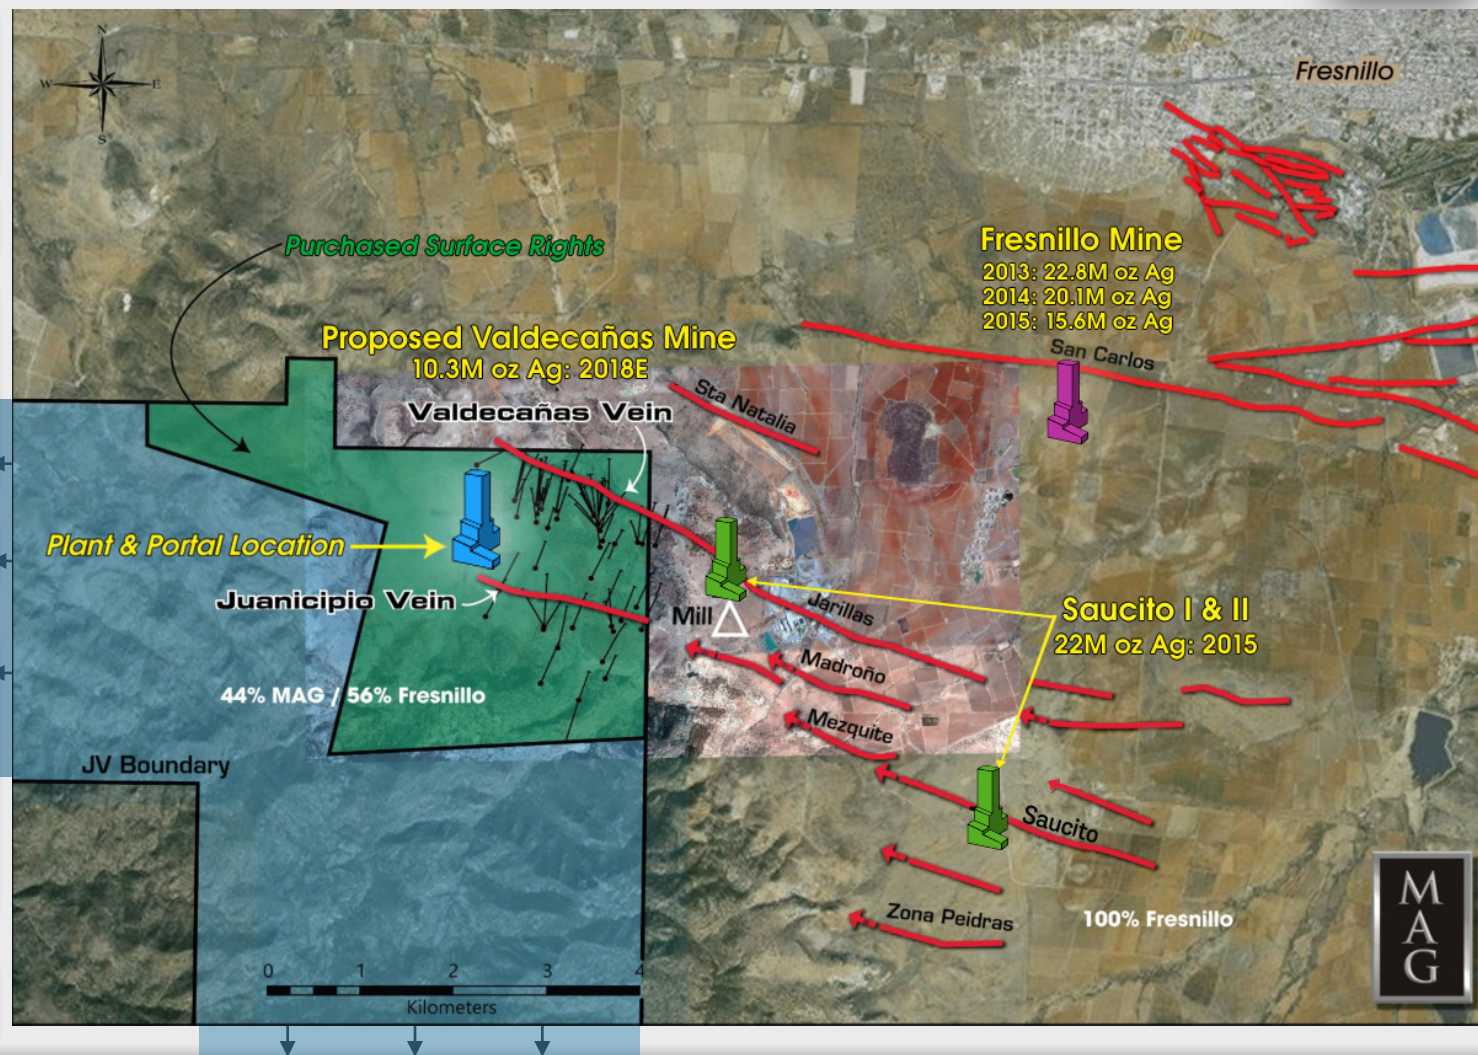 N
W E
S
Fresnillo
Purchased Surface Rights
Fresnillo Mine
2013: 22.8M oz Ag
2014: 20.1M oz Ag
2015: 15.6M oz Ag
San Carlos
Proposed Valdecañas Mine
10.3M oz Ag: 2018E
Valdecañas Vein
Sta Natalia
Plant & Portal Location
Juanicipio Vein
Mill
Jarillas
Saucito I & II
22M oz Ag: 2015
Madroño
44% MAG / 56% Fresnillo
Mezquite
JV Boundary
Saucito
Zona Peidras
100% Fresnillo
MAG
0 1 2 3 4
Kilometers